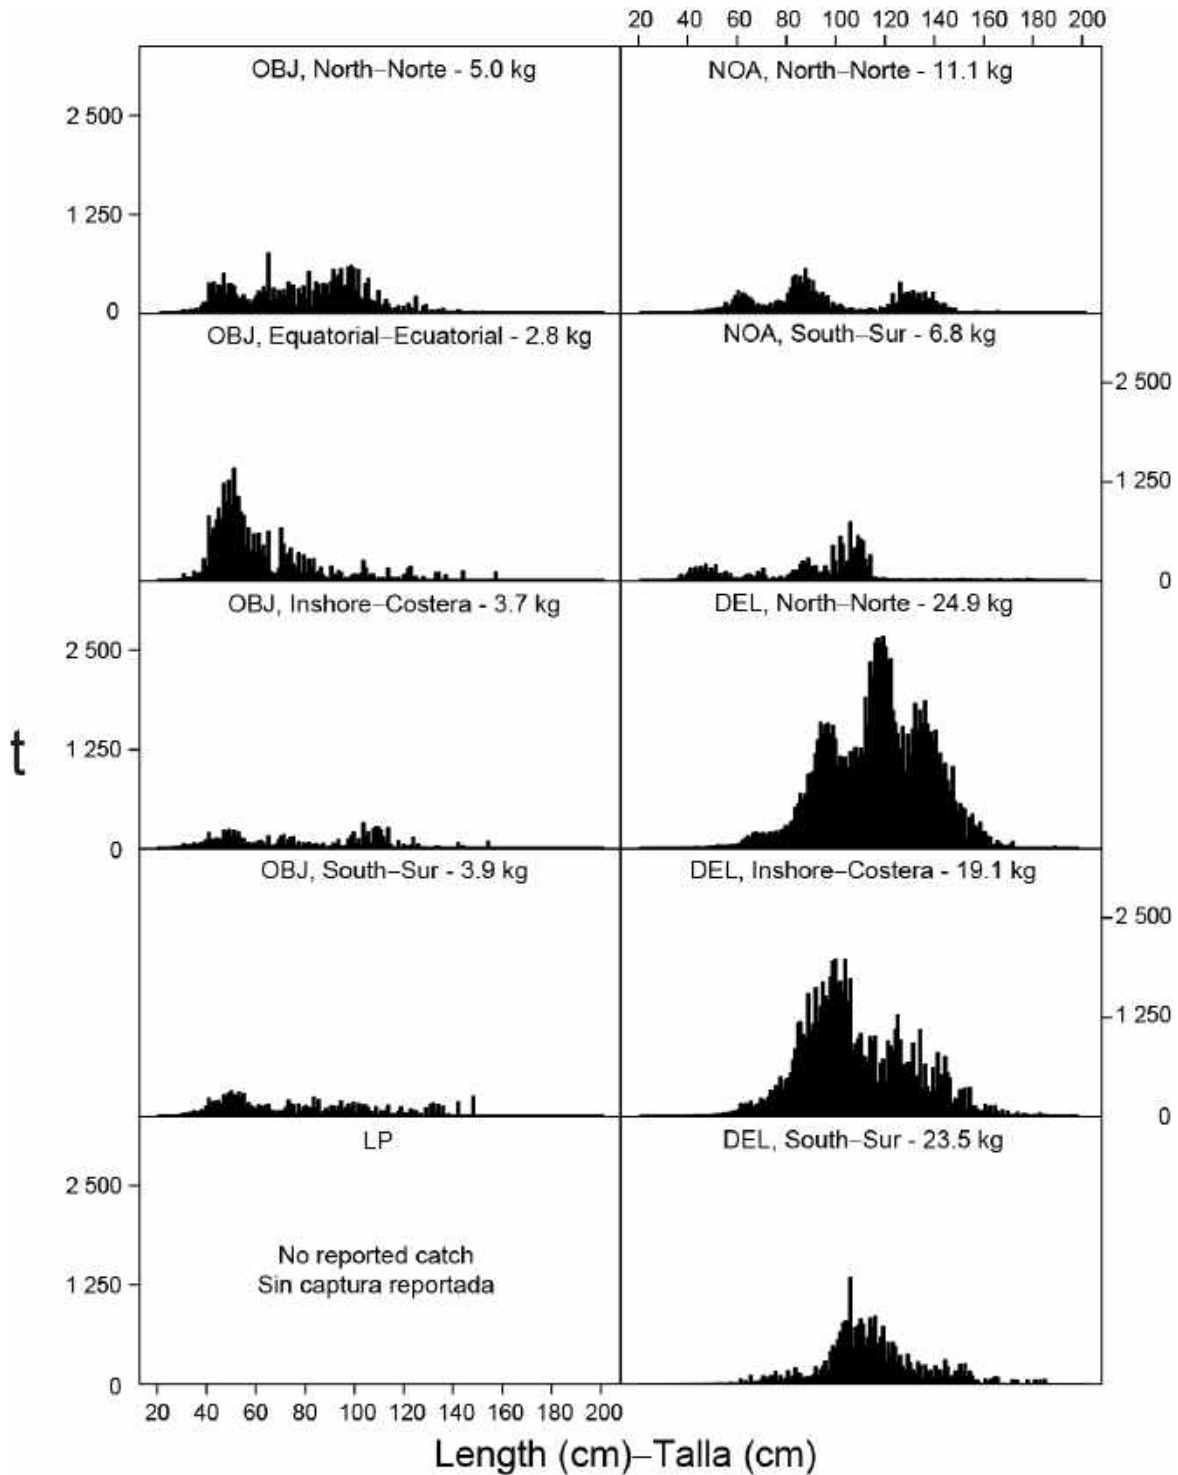 20 40 60 80 100 120 140 160 180 200
OBJ, North–Norte - 5.0 kg
NOA, North–Norte - 11.1 kg
2 500
1 250
0
OBJ, Equatorial–Ecuatorial - 2.8 kg
NOA, South–Sur - 6.8 kg
2 500
1 250
0
OBJ, Inshore–Costera - 3.7 kg
DEL, North–Norte - 24.9 kg
2 500
t
1 250
0
OBJ, South–Sur - 3.9 kg
DEL, Inshore–Costera - 19.1 kg
2 500
1 250
0
LP
DEL, South–Sur - 23.5 kg
2 500
No reported catch
Sin captura reportada
1 250
0
20 40 60 80 100 120 140 160 180 200
Length (cm)–Talla (cm)